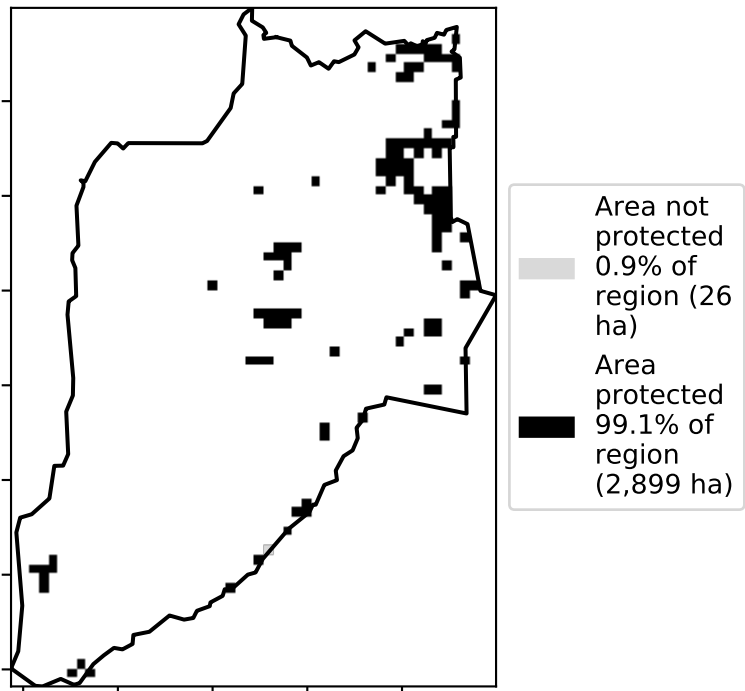 Area not
protected
0.9% of
region (26
ha)
Area
protected
99.1% of
region
(2,899 ha)